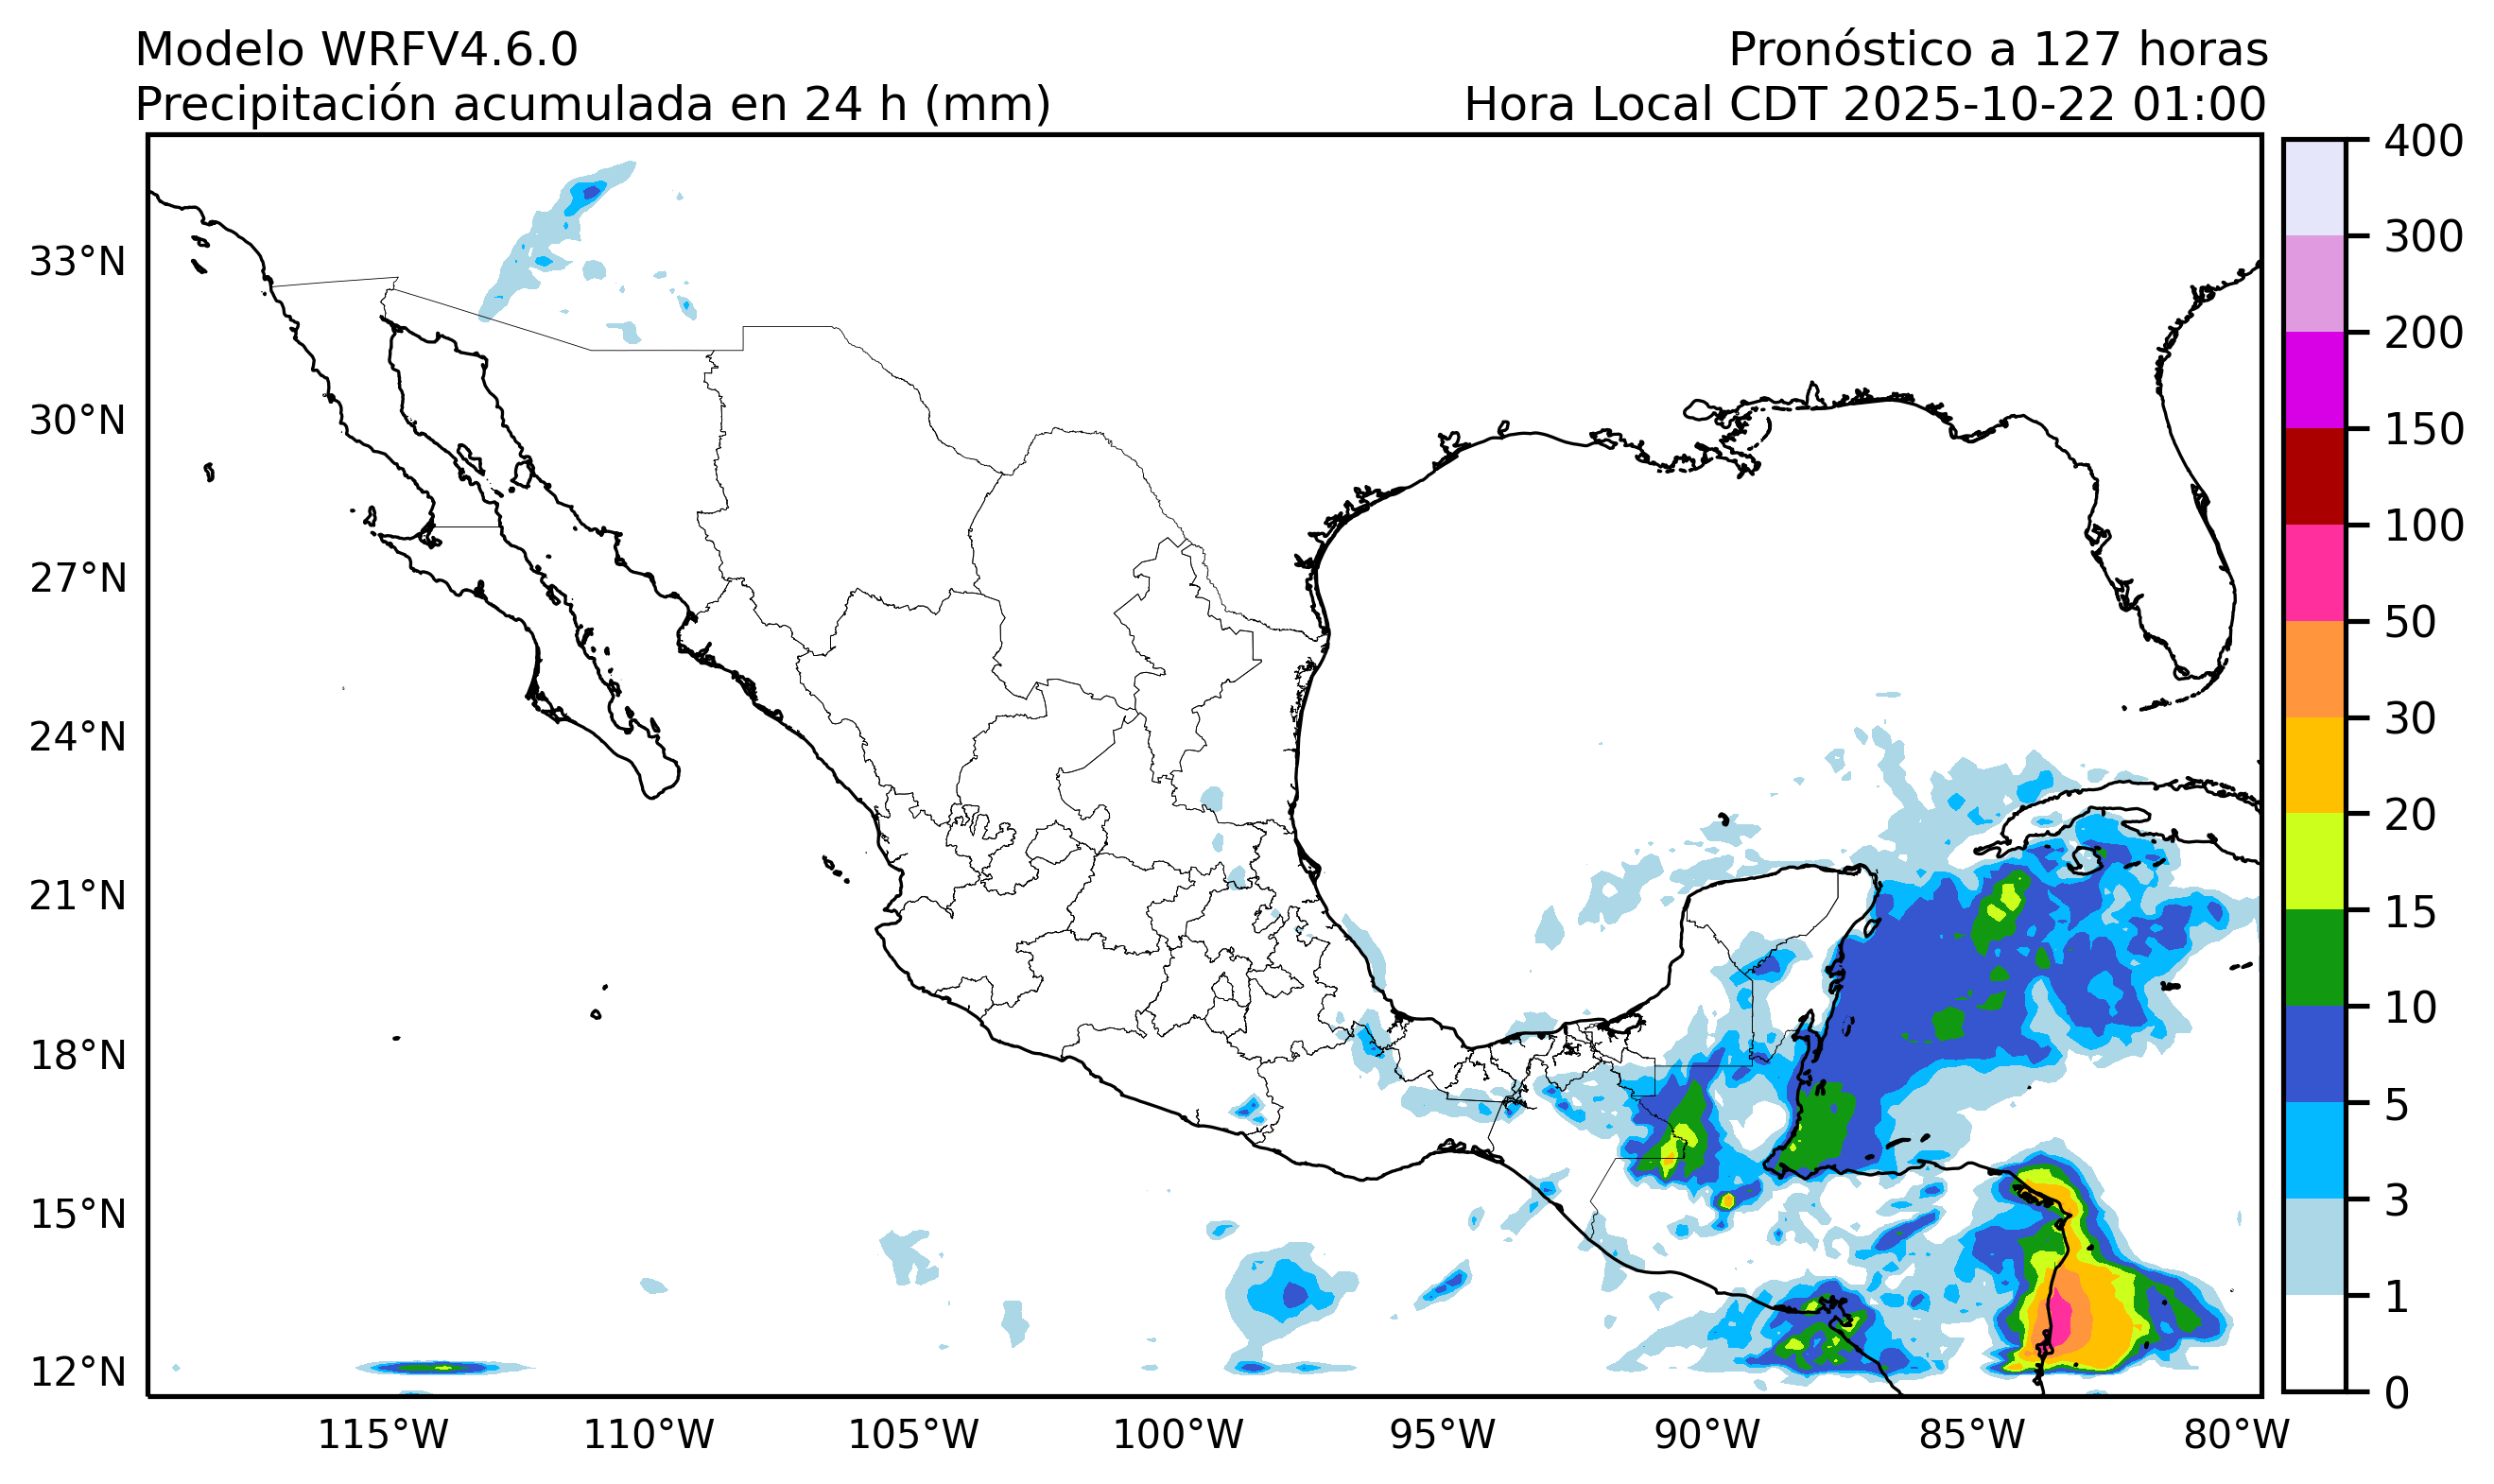 Modelo WRFV4.6.0
Precipitación acumulada en 24 h (mm)
Pronóstico a 127 horas
Hora Local CDT 2025-10-22 01:00
33°N
30°N
27°N
24°N
21°N
18°N
15°N
12°N
115°W
110°W
105°W
100°W
95°W
90°W
85°W
80°W
400
300
200
150
100
50
30
20
15
10
5
3
1
0